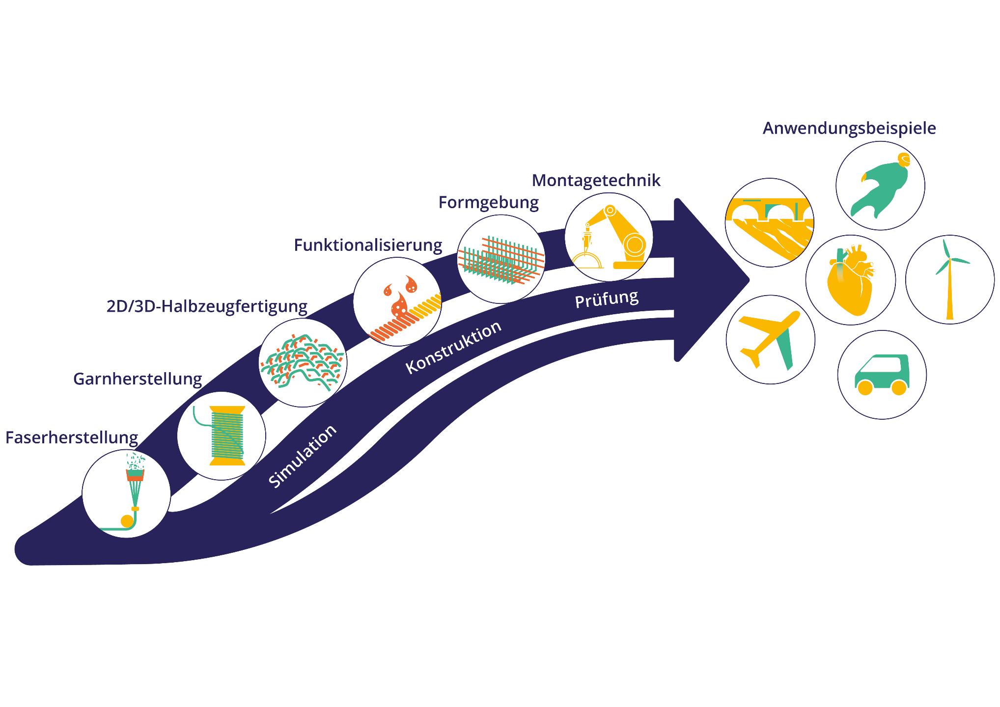 Faserherstellung
Garnherstellung
2D/3D-Halbzeugfertigung
Funktionalisierung
Formgebung
Montagetechnik
Simulation
Konstruktion
Prüfung
Anwendungsbeispiele